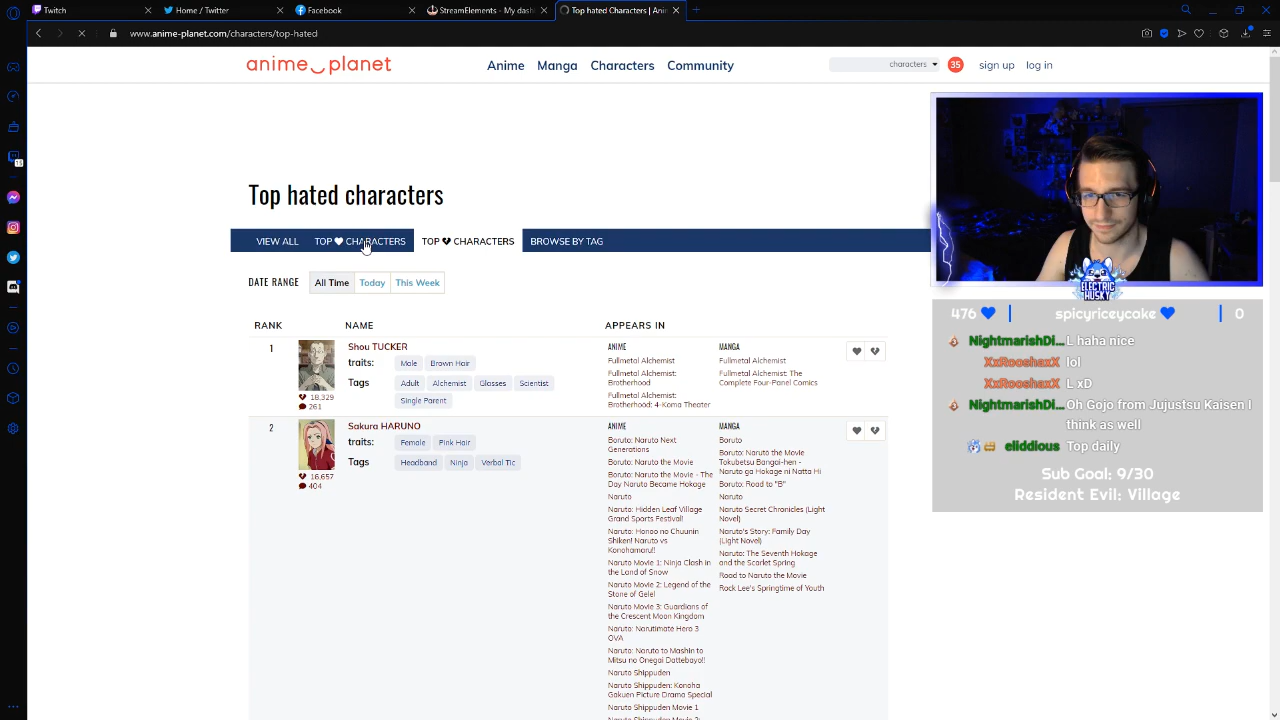 Twitch
Home / Twitter
Facebook
StreamElements - My dash
Top hated Characters | Anim
www.anime-planet.com/characters/top-hated
anime planet
Anime Manga Characters Community
characters
35
sign up log in
Top hated characters
VIEW ALL TOP CHARACTERS TOP CHARACTERS BROWSE BY TAG
DATE RANGE All Time Today This Week
RANK NAME APPEARS IN
1
Shou TUCKER
traits: Male Brown Hair
Tags Adult Alchemist Glasses Scientist
Single Parent
18,329
261
ANIME
Fullmetal Alchemist
Fullmetal Alchemist:
Brotherhood
Fullmetal Alchemist:
Brotherhood: 4-Koma Theater
MANGA
Fullmetal Alchemist
Fullmetal Alchemist: The
Complete Four-Panel Comics
2
Sakura HARUNO
traits: Female Pink Hair
Tags Headband Ninja Verbal Tic
16,657
404
ANIME
Boruto: Naruto Next
Generations
Boruto: Naruto the Movie
Boruto: Naruto the Movie - The
Day Naruto Became Hokage
Naruto
Naruto: Hidden Leaf Village
Grand Sports Festival!
Naruto: Honoo no Chuunin
Shiken! Naruto vs
Konohamaru!!
Naruto Movie 1: Ninja Clash in
the Land of Snow
Naruto Movie 2: Legend of the
Stone of Gelel
Naruto Movie 3: Guardians of
the Crescent Moon Kingdom
Naruto: Narutimate Hero 3
OVA
Naruto: Naruto to Mashin to
Mitsu no Onegai Dattebayo!!
Naruto Shippuden
Naruto Shippuden: Konoha
Gakuen Picture Drama Special
Naruto Shippuden Movie 1
Naruto Shippuden Movie 2:
MANGA
Boruto
Boruto: Naruto the Movie
Tokubetsu Bangai-hen -
Naruto ga Hokage ni Natta Hi
Boruto: Road to "B"
Naruto
Naruto Secret Chronicles (Light
Novel)
Naruto's Story: Family Day
(Light Novel)
Naruto: The Seventh Hokage
and the Scarlet Spring
Road to Naruto the Movie
Rock Lee's Springtime of Youth
ELECTRIC
HUSKY
476 spicyriceycake 0
NightmarishDi... L haha nice
XxRooshaxX lol
XxRooshaxX L xD
NightmarishDi... Oh Gojo from Jujustsu Kaisen I
think as well
eliddious Top daily
Sub Goal: 9/30
Resident Evil: Village